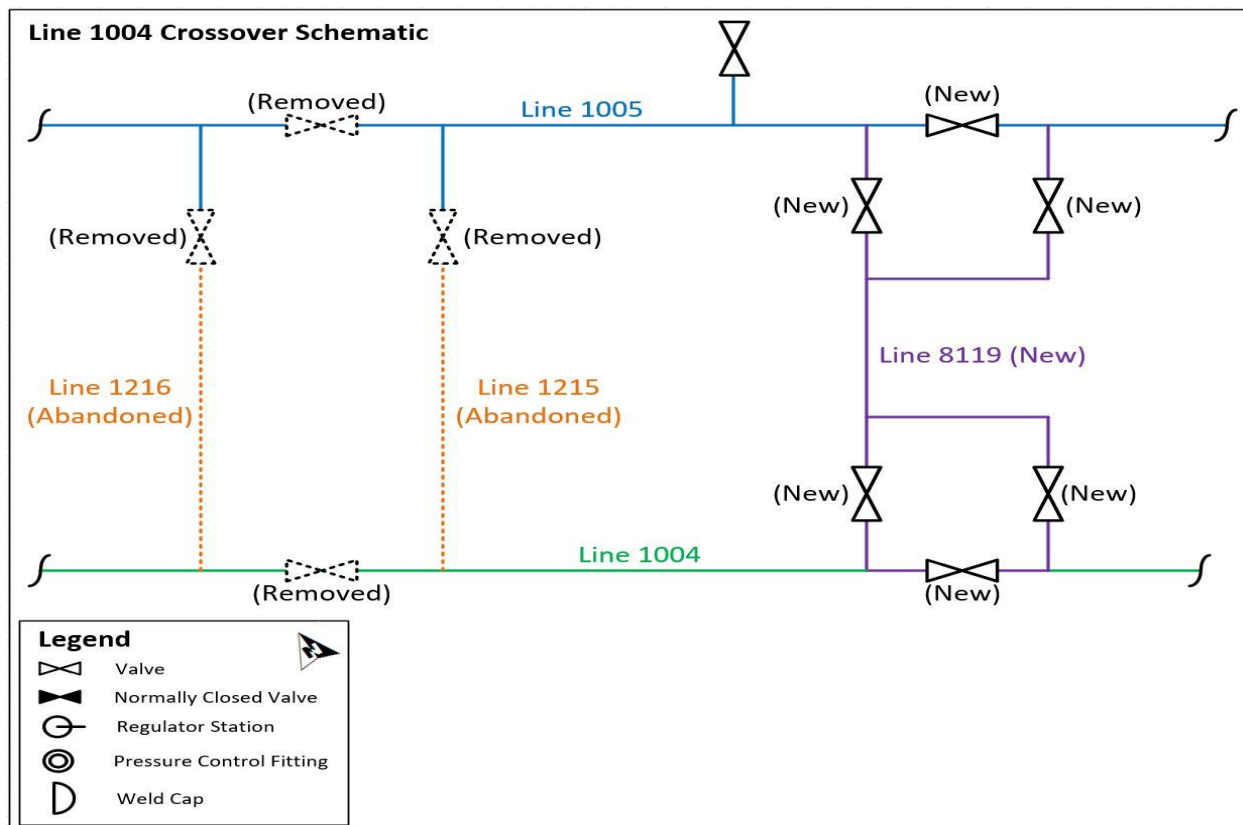 Line 1004 Crossover Schematic
(Removed)
Line 1005
(New)
(Removed)
(Removed)
(New)
(New)
Line 1216
(Abandoned)
Line 1215
(Abandoned)
Line 8119 (New)
(New)
(New)
Line 1004
(Removed)
(New)
Legend
N
Valve
Normally Closed Valve
Regulator Station
Pressure Control Fitting
Weld Cap